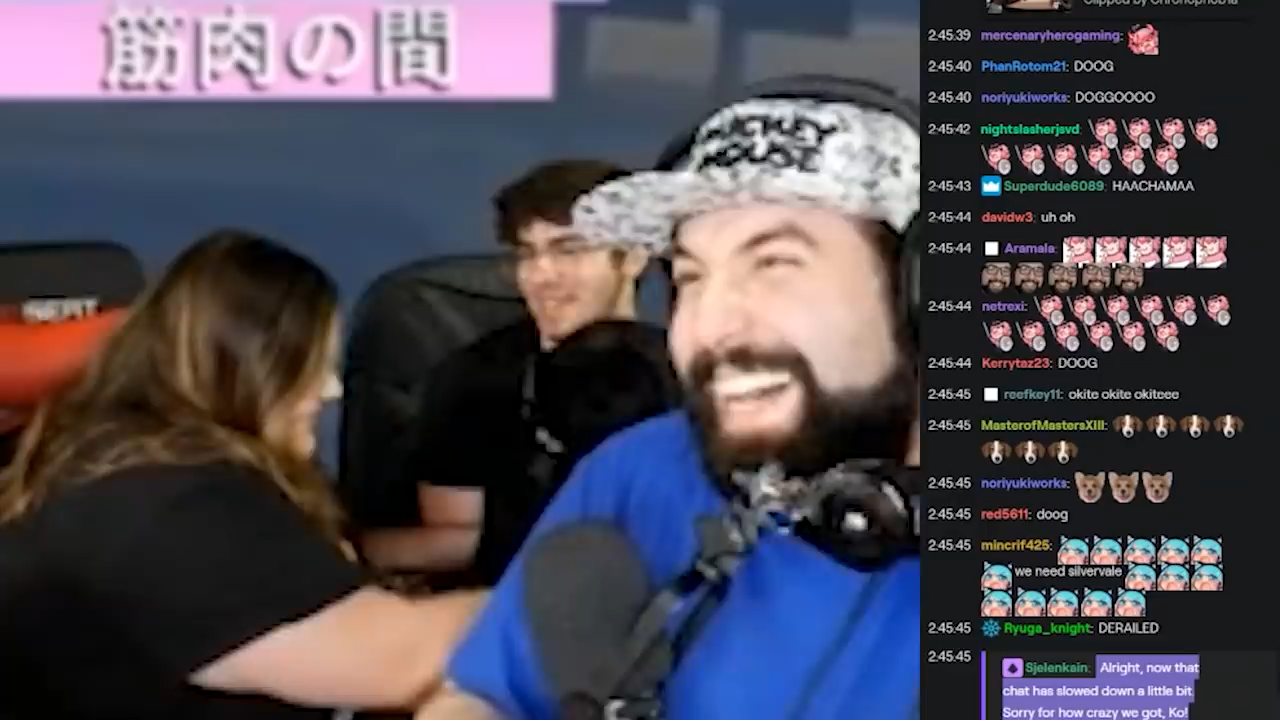 筋肉の間
MICKEY
MOUSE
Clipped by Chronophobia
2:45:39 mercenaryherogaming:
2:45:40 PhanRotom21: DOOG
2:45:40 noriyukiworks: DOGGOOOO
2:45:42 nightslasherjsvd:
2:45:43 Superdude6089: HAACHAMAA
2:45:44 davidw3: uh oh
2:45:44 Aramala:
2:45:44 netrexi:
2:45:44 Kerrytaz23: DOOG
2:45:45 reefkey11: okite okite okiteee
2:45:45 MasterofMastersXIII:
2:45:45 noriyukiworks:
2:45:45 red5611: doog
2:45:45 mincrif425:
we need silvervale
2:45:45 Ryuga_knight: DERAILED
2:45:45
Sjelenkain: Alright, now that
chat has slowed down a little bit
Sorry for how crazy we got, Ko!